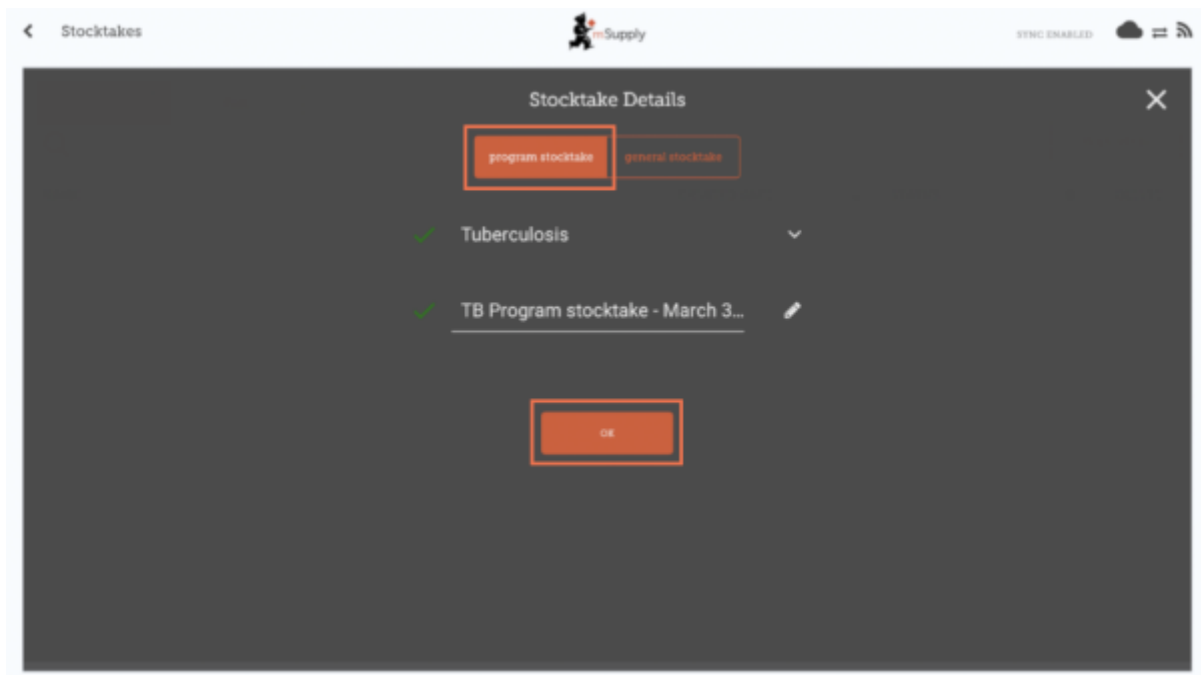 Stocktakes
mSupply
SYNC ENABLED
Stocktake Details
program stocktake
general stocktake
Tuberculosis
TB Program stocktake - March 3...
OK